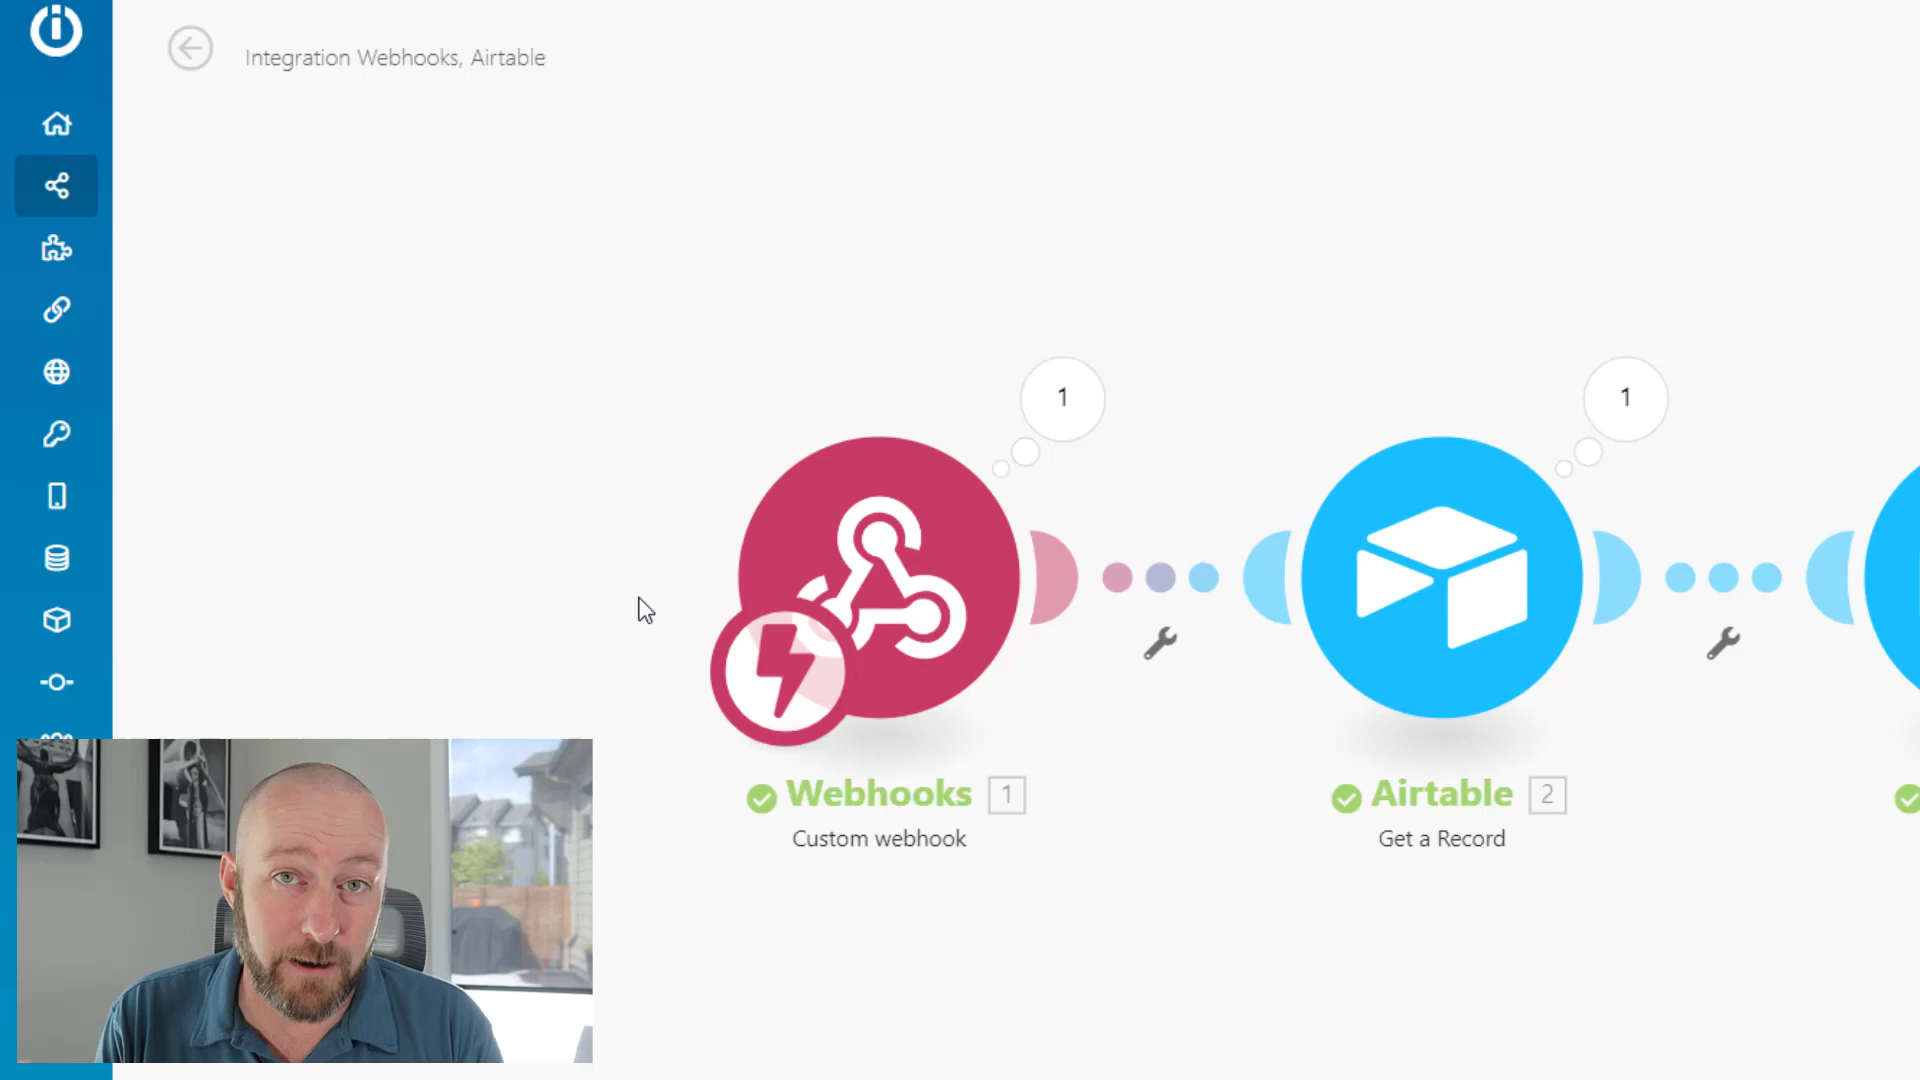 Integration Webhooks, Airtable
1
1
Webhooks 1
Airtable 2
Custom webhook
Get a Record